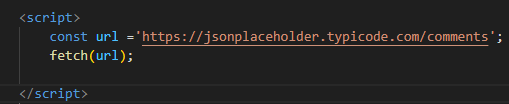 <script>
const url ='https://jsonplaceholder.typicode.com/comments';
fetch(url);
</script>